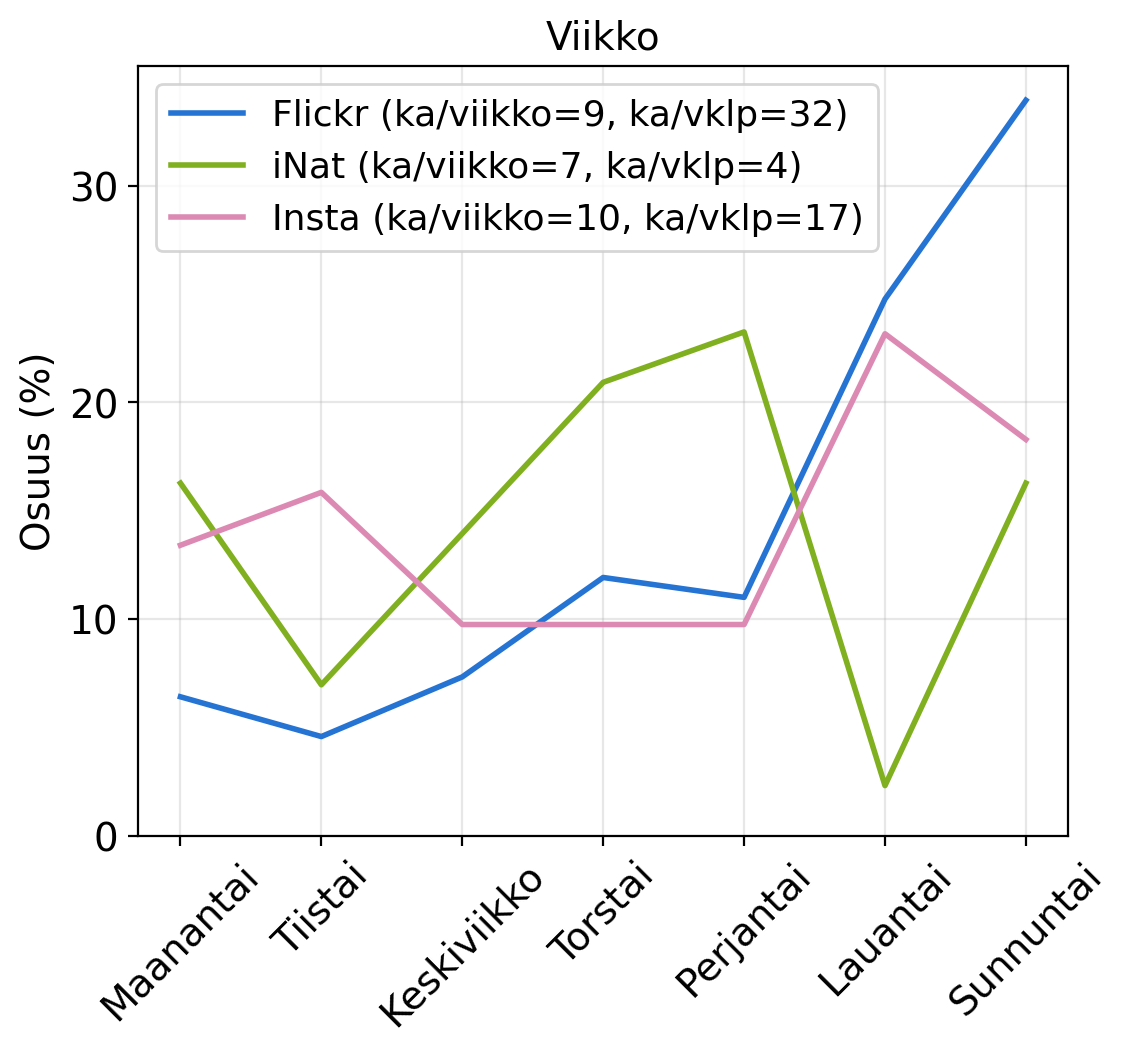 Viikko
Flickr (ka/viikko=9, ka/vklp=32)
iNat (ka/viikko=7, ka/vklp=4)
Insta (ka/viikko=10, ka/vklp=17)
Osuus (%)
30
20
10
0
Maanantai
Tiistai
Keskiviikko
Torstai
Perjantai
Lauantai
Sunnuntai